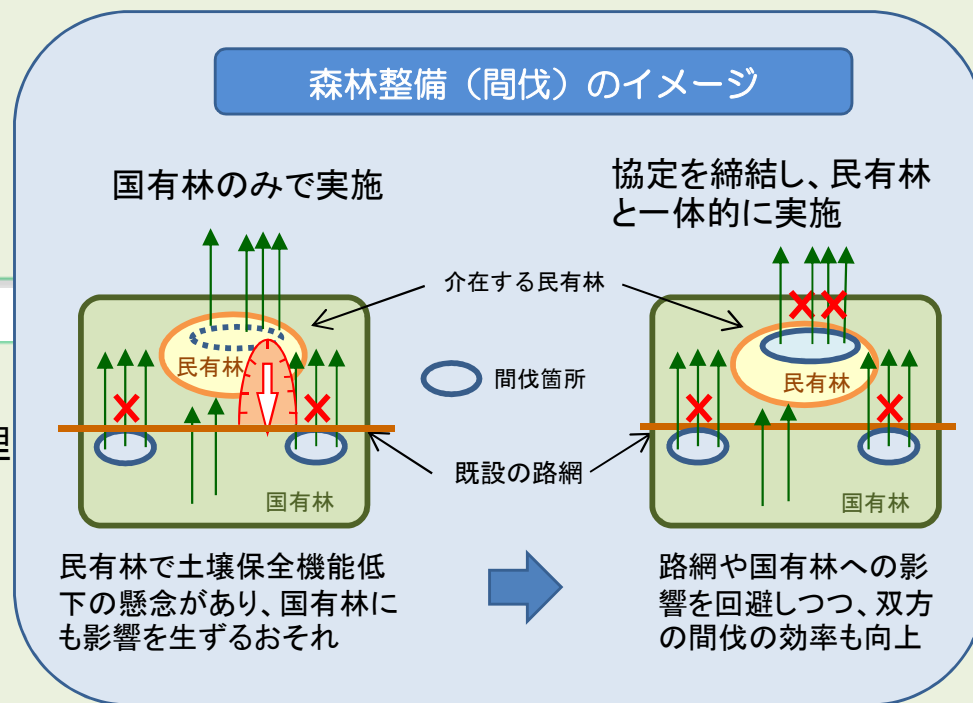 森林整備（間伐）のイメージ
国有林のみで実施
協定を締結し、民有林
と一体的に実施
介在する民有林
民有林
民有林
間伐箇所
理
既設の路網
国有林
国有林
民有林で土壌保全機能低
下の懸念があり、国有林に
も影響を生ずるおそれ
路網や国有林への影
響を回避しつつ、双方
の間伐の効率も向上